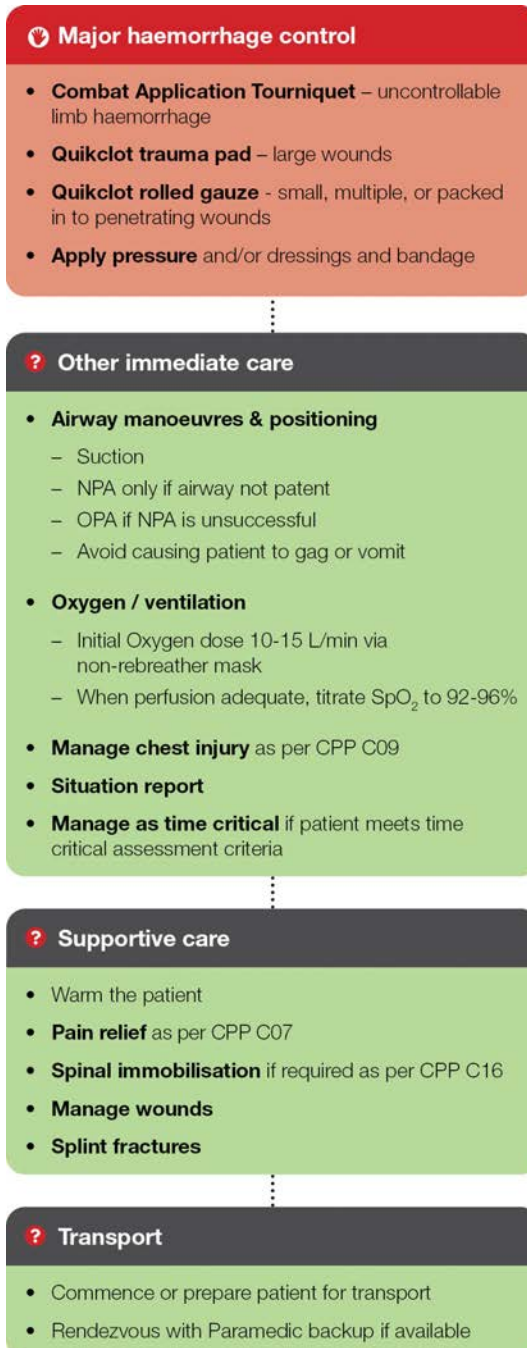 Major haemorrhage control
• Combat Application Tourniquet – uncontrollable
limb haemorrhage
• Quikclot trauma pad – large wounds
• Quikclot rolled gauze - small, multiple, or packed
in to penetrating wounds
• Apply pressure and/or dressings and bandage
? Other immediate care
• Airway manoeuvres & positioning
– Suction
– NPA only if airway not patent
– OPA if NPA is unsuccessful
– Avoid causing patient to gag or vomit
• Oxygen / ventilation
– Initial Oxygen dose 10-15 L/min via
non-rebreather mask
– When perfusion adequate, titrate SpO₂ to 92-96%
• Manage chest injury as per CPP C09
• Situation report
• Manage as time critical if patient meets time
critical assessment criteria
? Supportive care
• Warm the patient
• Pain relief as per CPP C07
• Spinal immobilisation if required as per CPP C16
• Manage wounds
• Splint fractures
? Transport
• Commence or prepare patient for transport
• Rendezvous with Paramedic backup if available